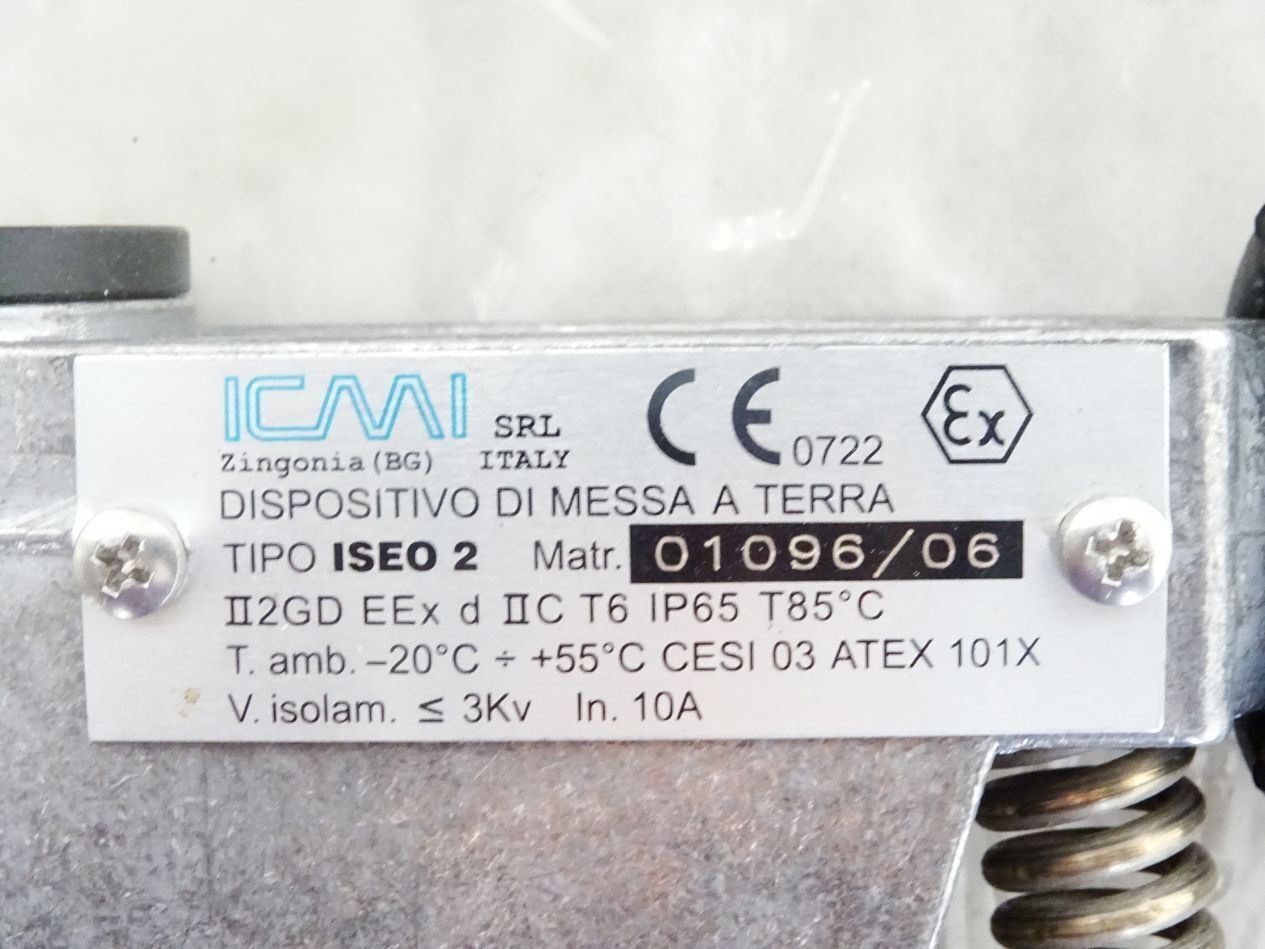 ICMI SRL
Zingonia (BG) ITALY
CE 0722
Ex
DISPOSITIVO DI MESSA A TERRA
TIPO ISEO 2 Matr. 01096/06
II2GD EEx d IIC T6 IP65 T85°C
T. amb. –20°C ÷ +55°C CESI 03 ATEX 101X
V. isolam. ≤ 3Kv In. 10A